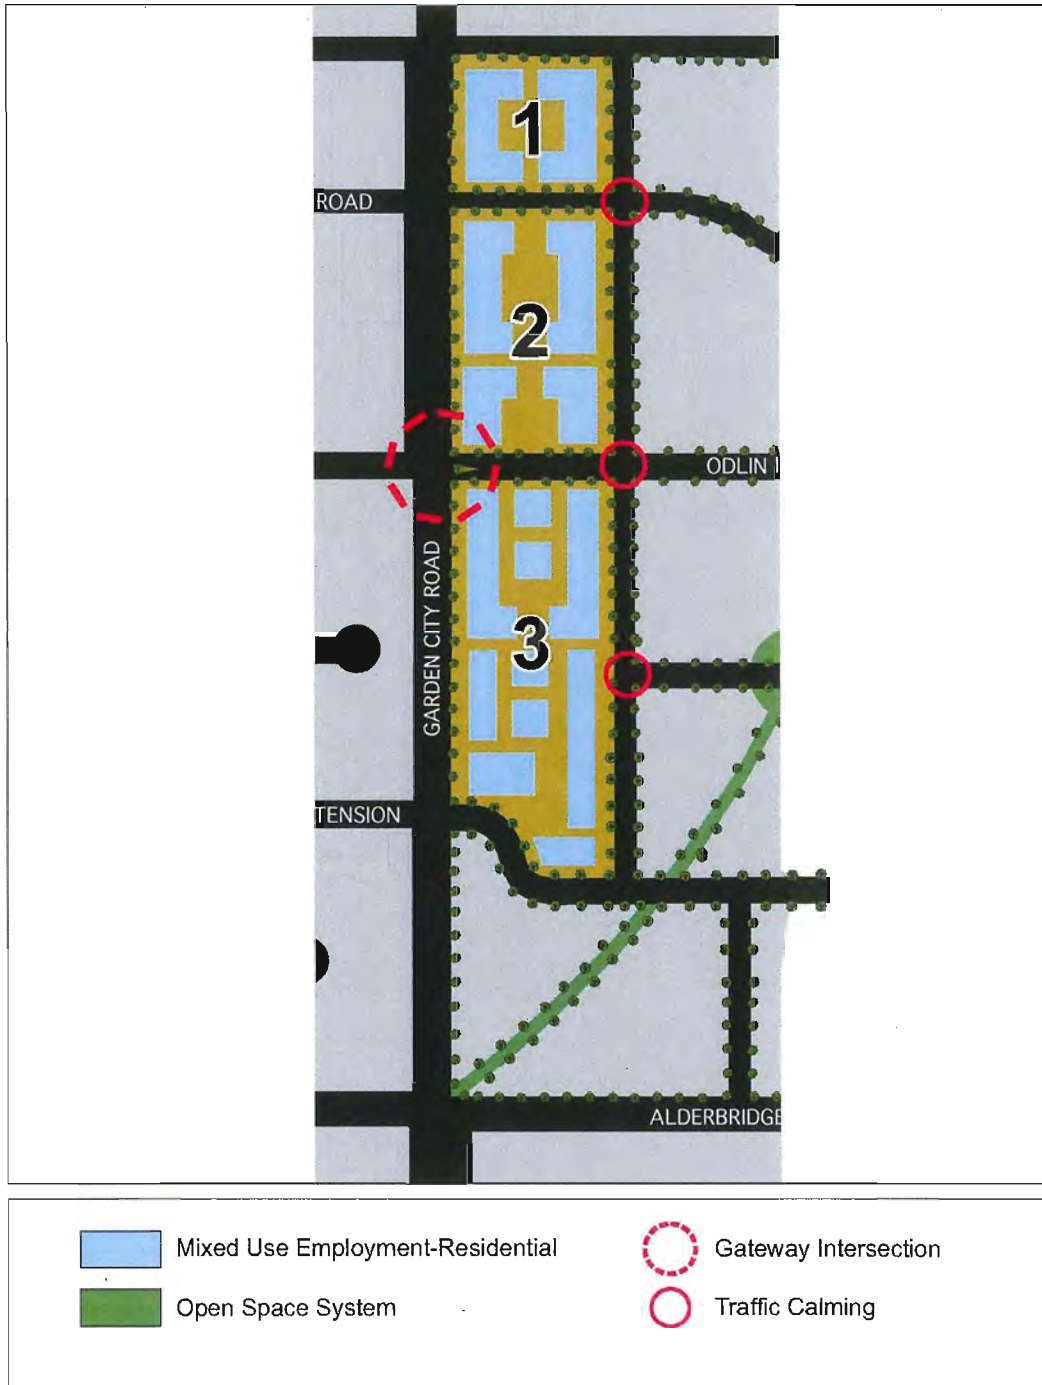 1
ROAD
2
ODLIN
GARDEN CITY ROAD
3
TENSION
ALDERBRIDGE
Mixed Use Employment-Residential
Gateway Intersection
Open Space System
Traffic Calming